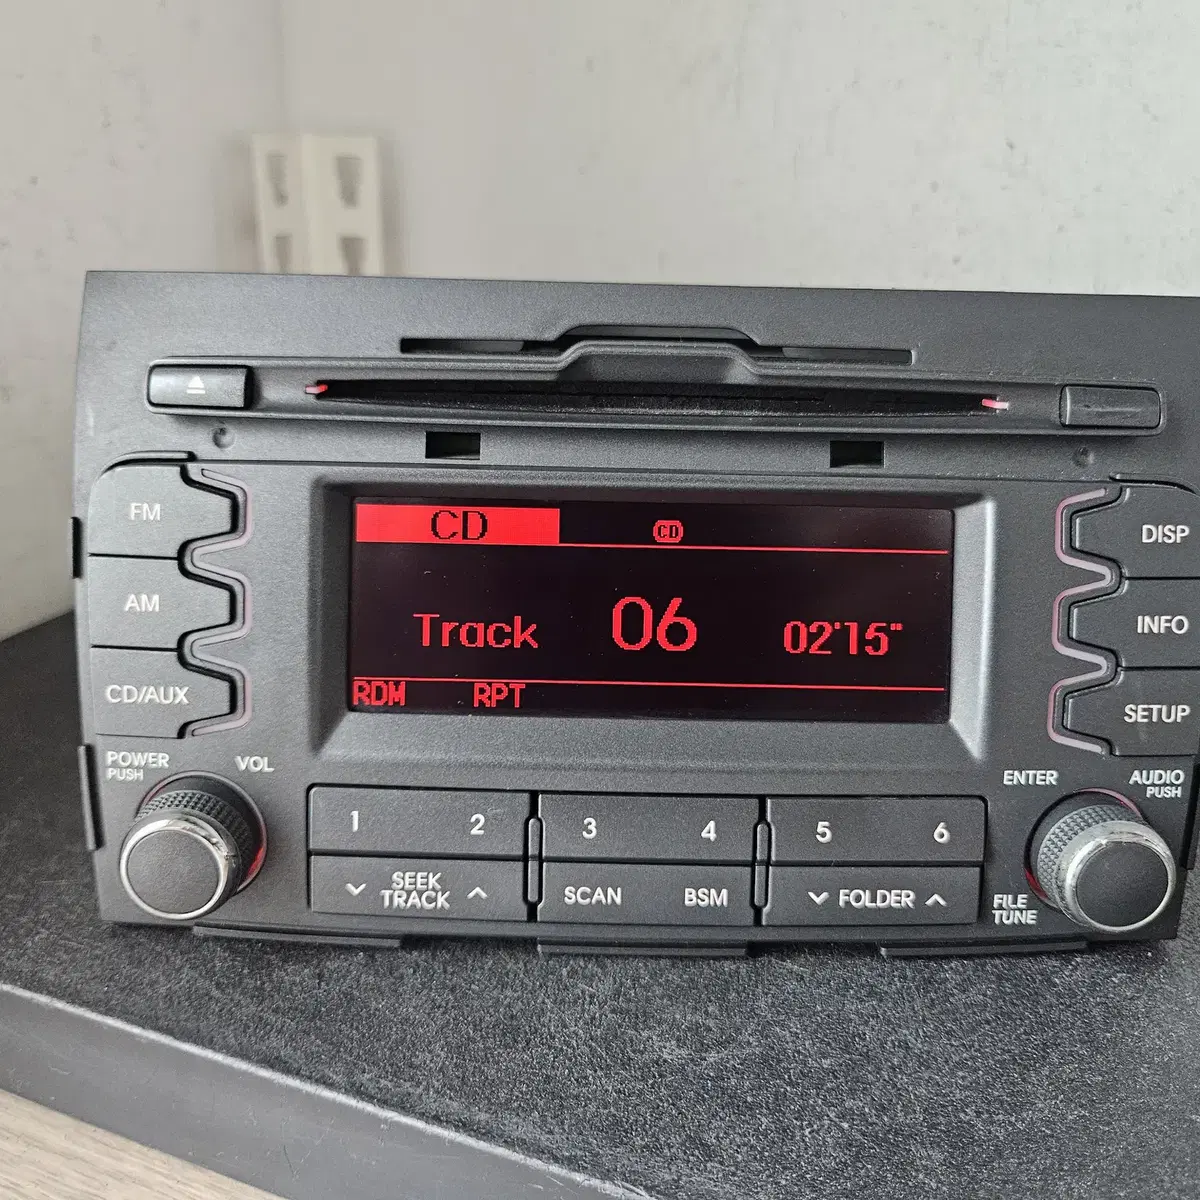 CD CD
Track 06 02'15"
RDM RPT
FM
AM
CD/AUX
DISP
INFO
SETUP
POWER
PUSH
VOL
ENTER
AUDIO
PUSH
1 2 3 4 5 6
SEEK
TRACK
SCAN BSM
FOLDER
FILE
TUNE